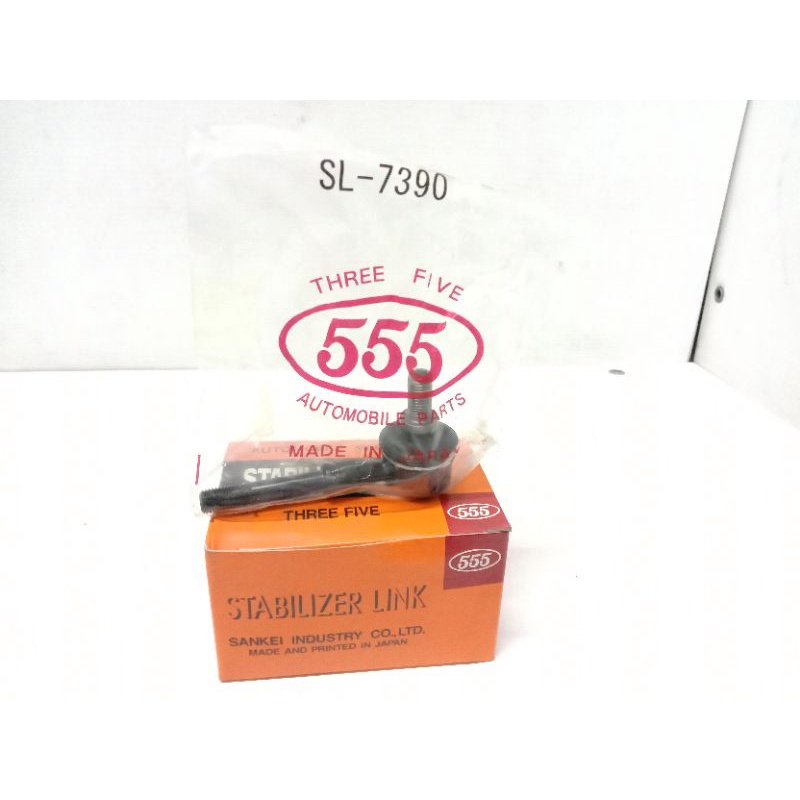 SL-7390
THREE FIVE
555
AUTOMOBILE PARTS
MADE IN JAPAN
THREE FIVE
555
555
STABILIZER LINK
SANKEI INDUSTRY CO.,LTD.
MADE AND PRINTED IN JAPAN